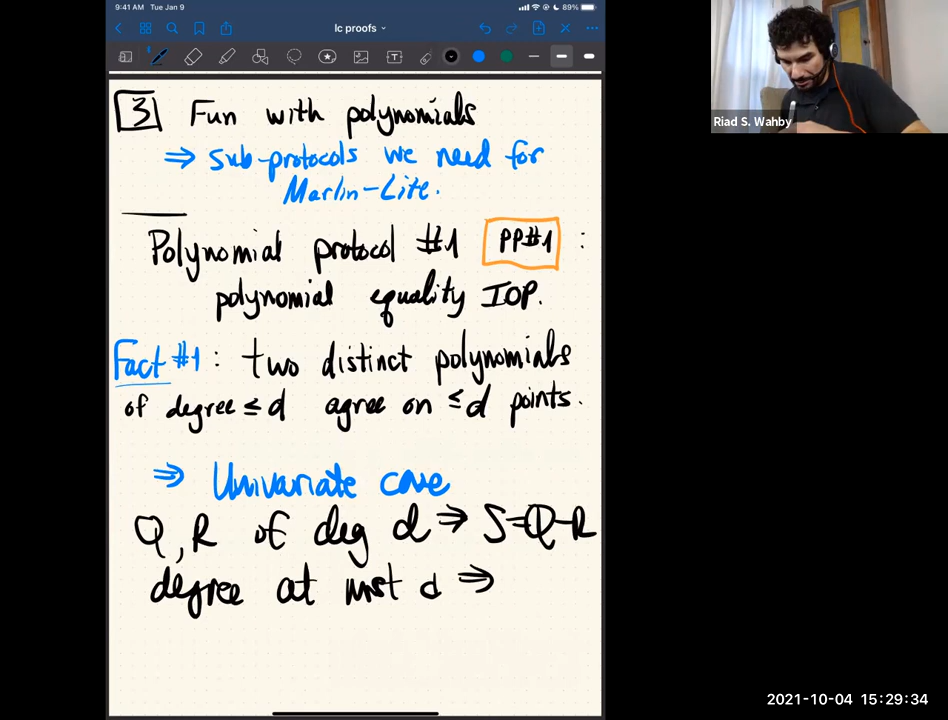 9:41 AM Tue Jan 9
89%
lc proofs
3 Fun with polynomials
⇒ Sub-protocols we need for
Marlin-Lite.
Polynomial protocol #1 PP#1 :
polynomial equality IOP.
Fact #1: two distinct polynomials
of degree ≤ d agree on ≤d points.
⇒ Univariate case
Q, R of deg d ⇒ S=Q-R
degree at most d ⇒
Riad S. Wahby
2021-10-04 15:29:34